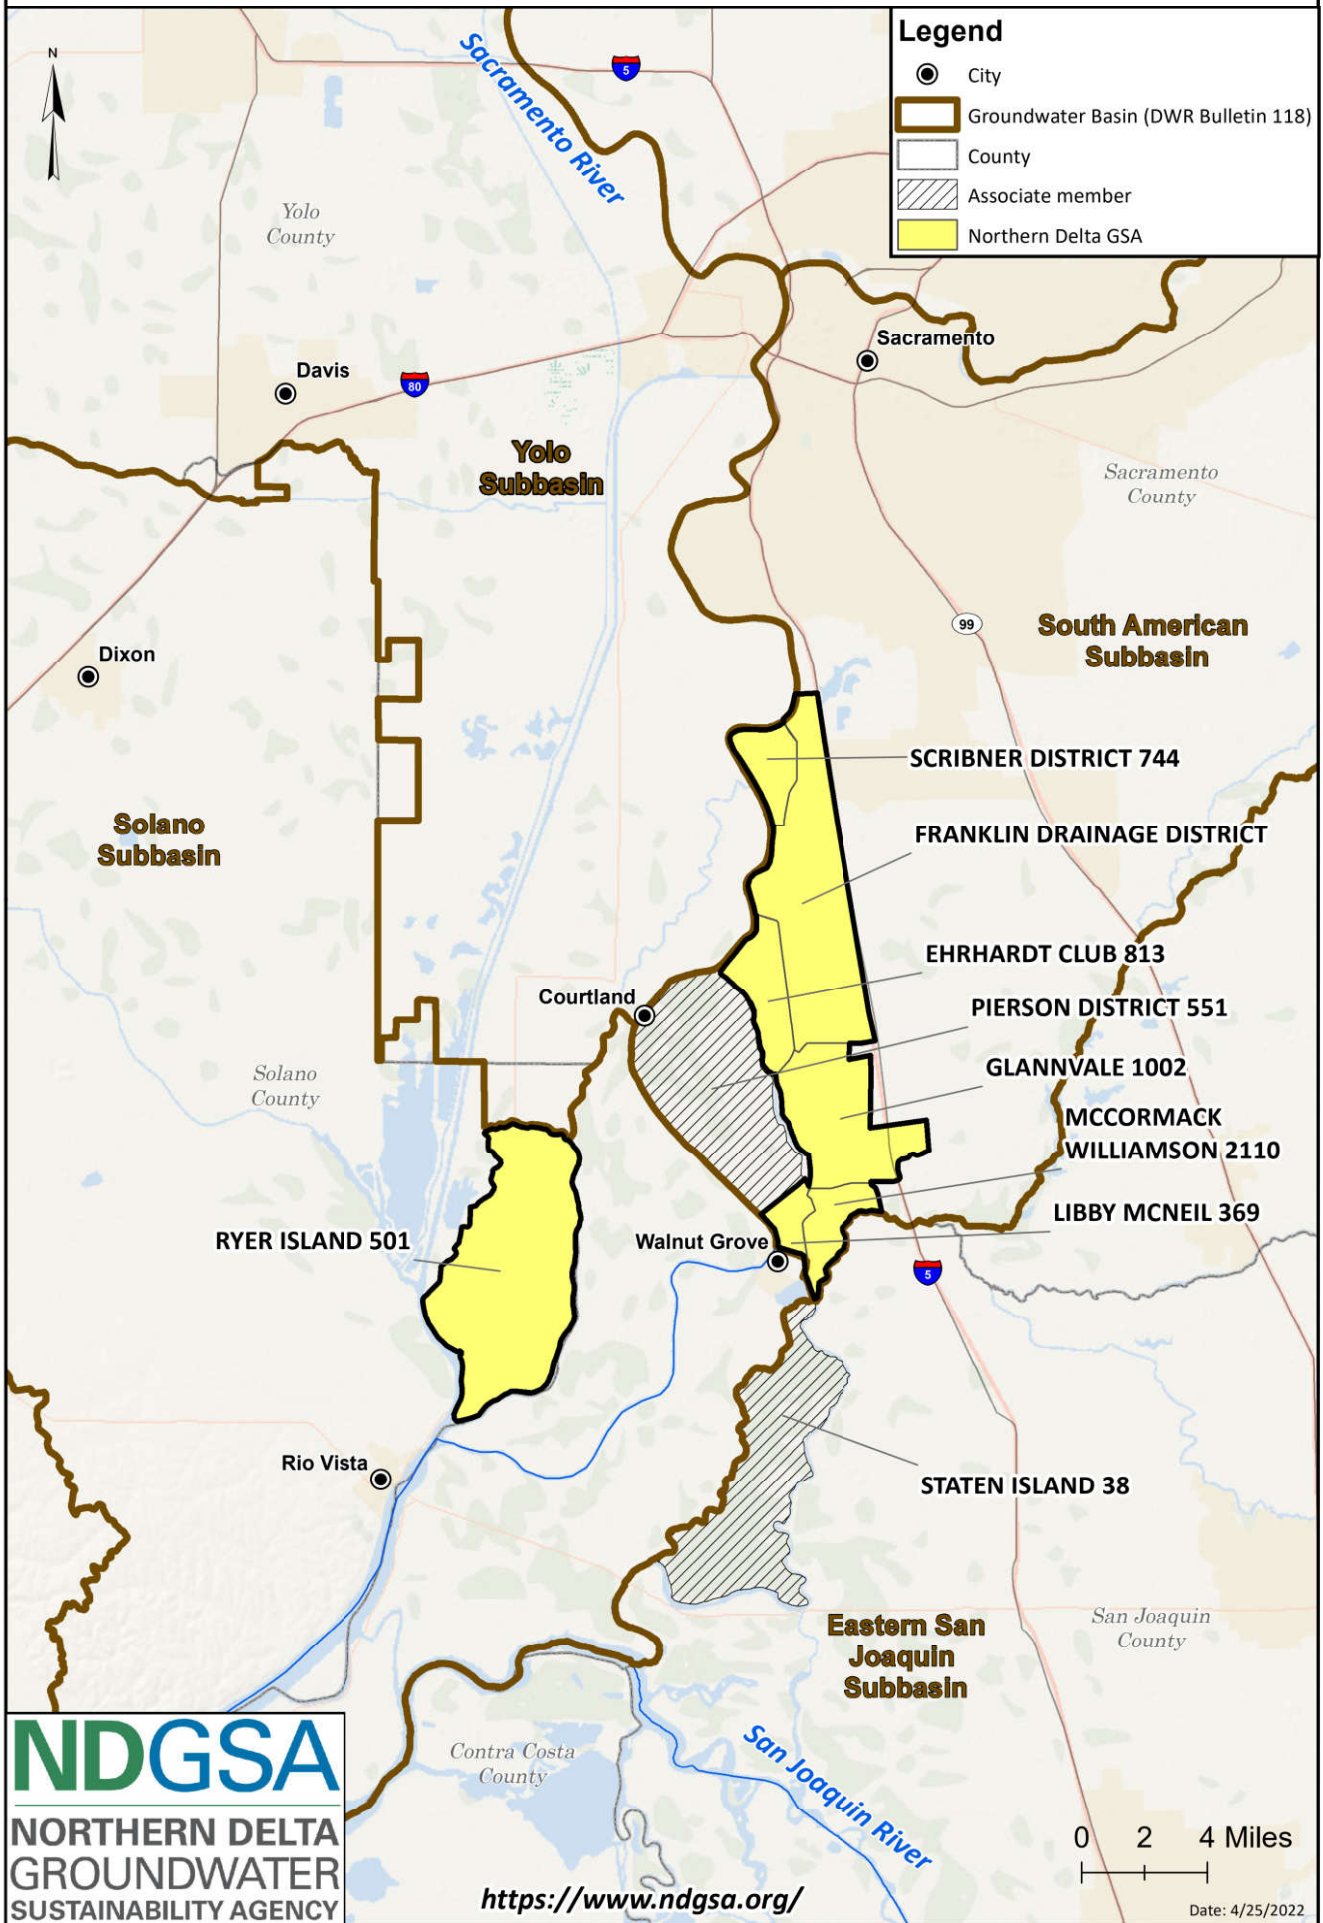 Legend
City
Groundwater Basin (DWR Bulletin 118)
County
Associate member
Northern Delta GSA
N
Sacramento River
5
Yolo
County
Sacramento
Davis
80
Yolo
Subbasin
Sacramento
County
99
South American
Subbasin
Dixon
SCRIBNER DISTRICT 744
Solano
Subbasin
FRANKLIN DRAINAGE DISTRICT
EHRHARDT CLUB 813
Courtland
PIERSON DISTRICT 551
Solano
County
GLANNVALE 1002
MCCORMACK
WILLIAMSON 2110
LIBBY MCNEIL 369
RYER ISLAND 501
Walnut Grove
5
Rio Vista
STATEN ISLAND 38
Eastern San
Joaquin
Subbasin
San Joaquin
County
Contra Costa
County
San Joaquin River
NDGSA
NORTHERN DELTA
GROUNDWATER
SUSTAINABILITY AGENCY
https://www.ndgsa.org/
0 2 4 Miles
Date: 4/25/2022